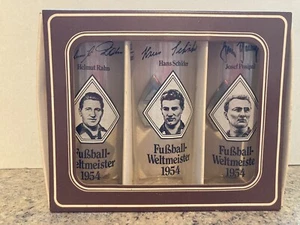 Helmut Rahn
Fußball-
Weltmeister
1954
Hans Schäfer
Fußball-
Weltmeister
1954
Josef Posipal
Fußball-
Weltmeister
1954